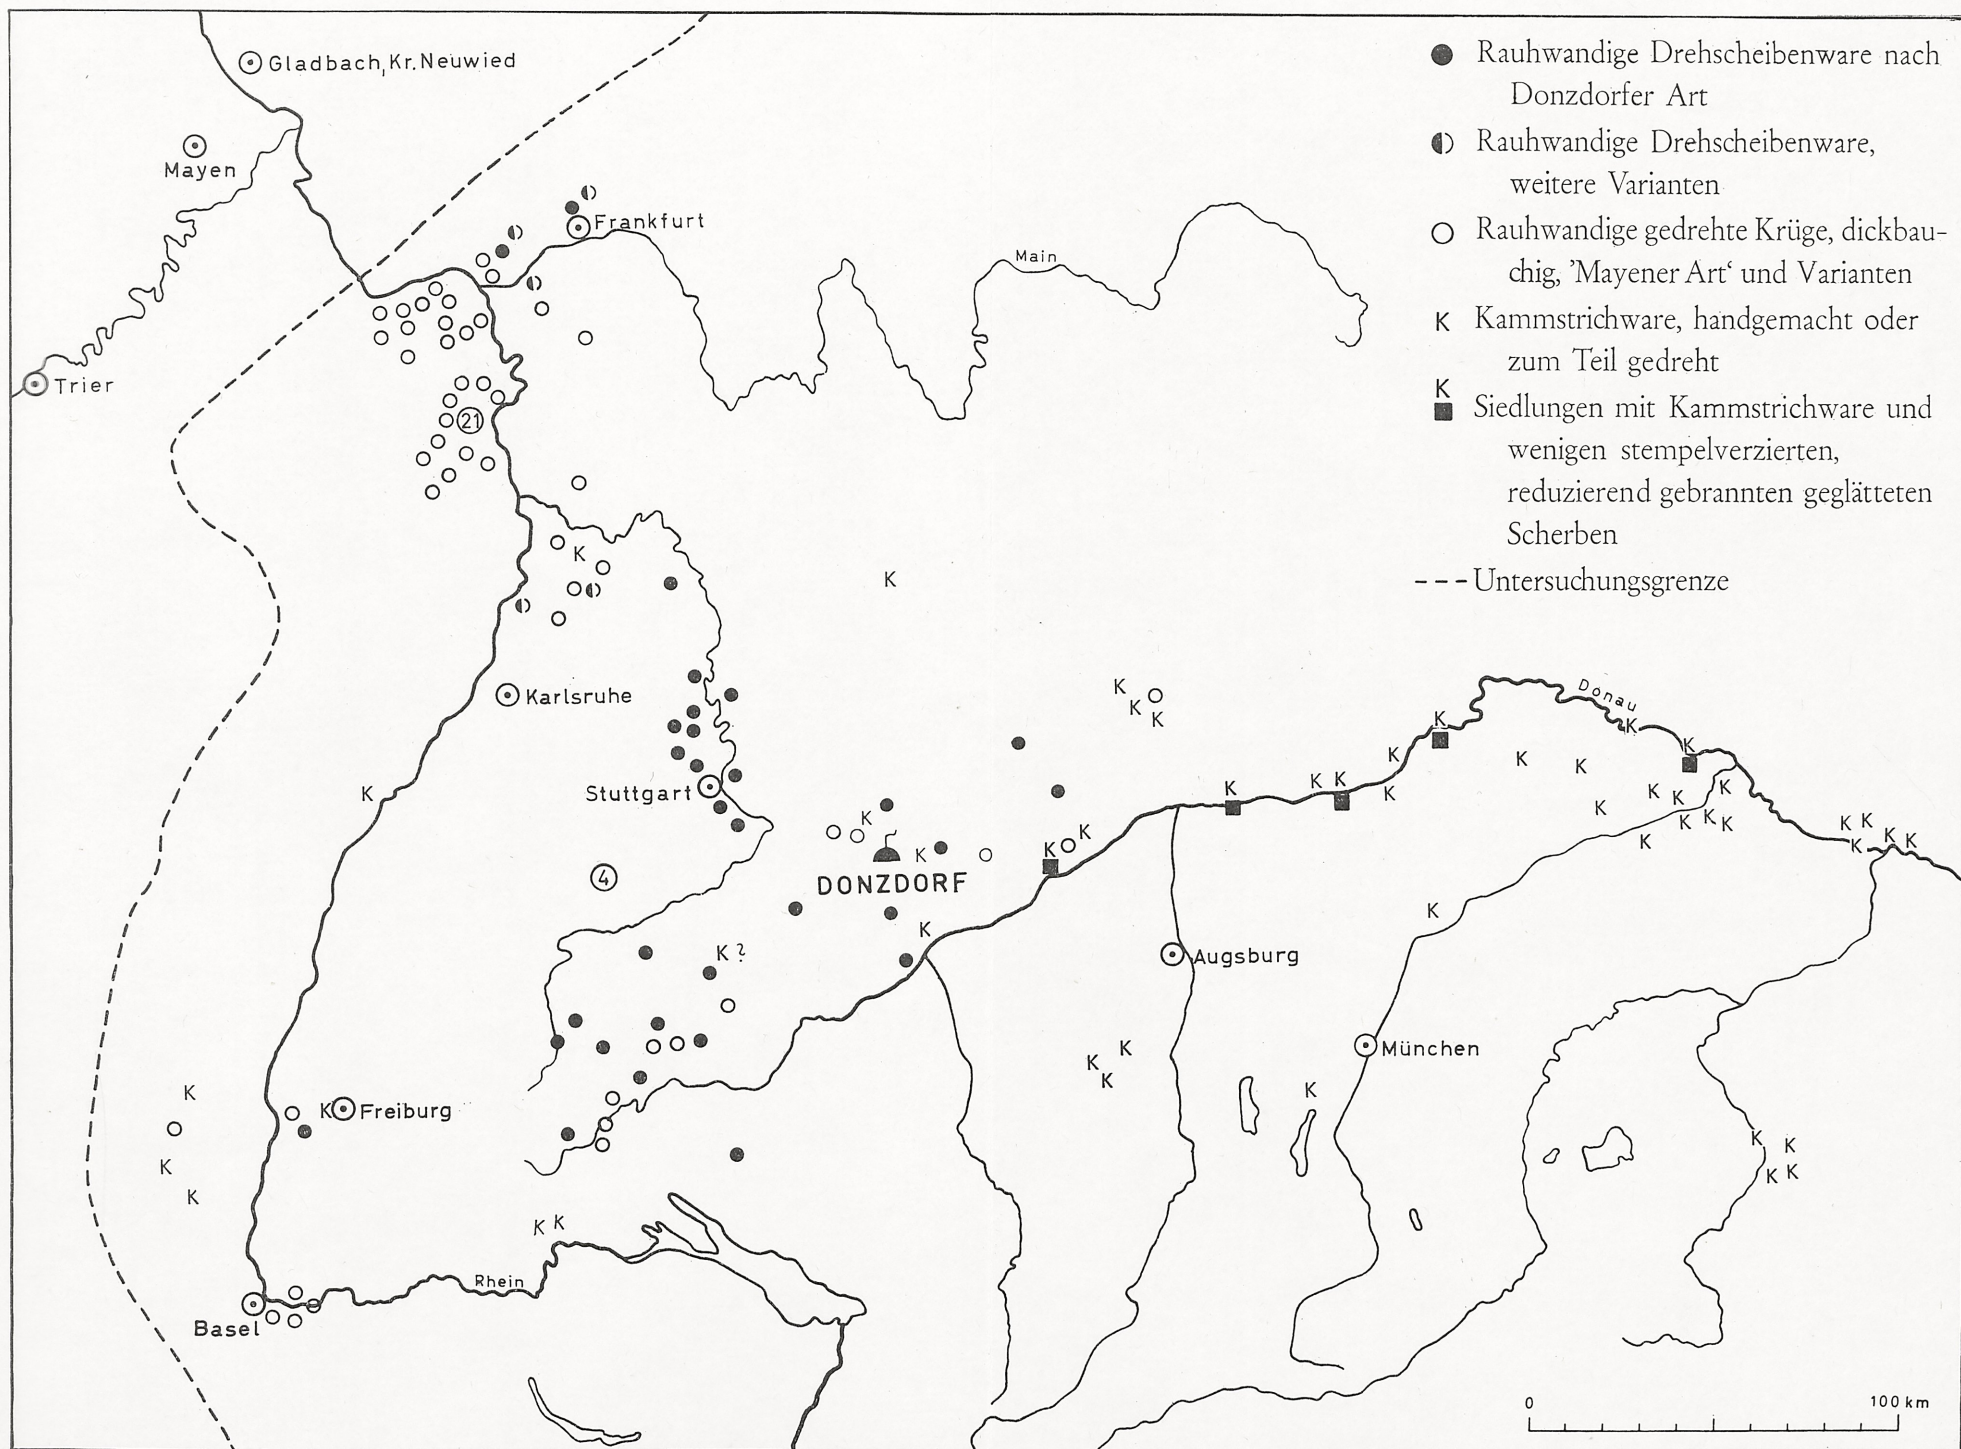 Rauhwandige Drehscheibenware nach
Donzdorfer Art
Rauhwandige Drehscheibenware,
weitere Varianten
Rauhwandige gedrehte Krüge, dickbau-
chig, 'Mayener Art‘ und Varianten
K Kammstrichware, handgemacht oder
zum Teil gedreht
K
Siedlungen mit Kammstrichware und
wenigen stempelverzierten,
reduzierend gebrannten geglätteten
Scherben
Untersuchungsgrenze
Gladbach, Kr. Neuwied
Mayen
Frankfurt
Main
Trier
21
K
K
Karlsruhe
K K
K
Donau
K
K
K
K
K
K
K
K
K K
K
K
K
K
K
K
K
K K
K
K
Stuttgart
K
K
K
K
K K
K
K
K K
K
K
4
DONZDORF
K
K
K ?
Augsburg
K
K
K
München
K
K
K
K Freiburg
K
K
K K
K
K
K K
Rhein
Basel
0 100 km